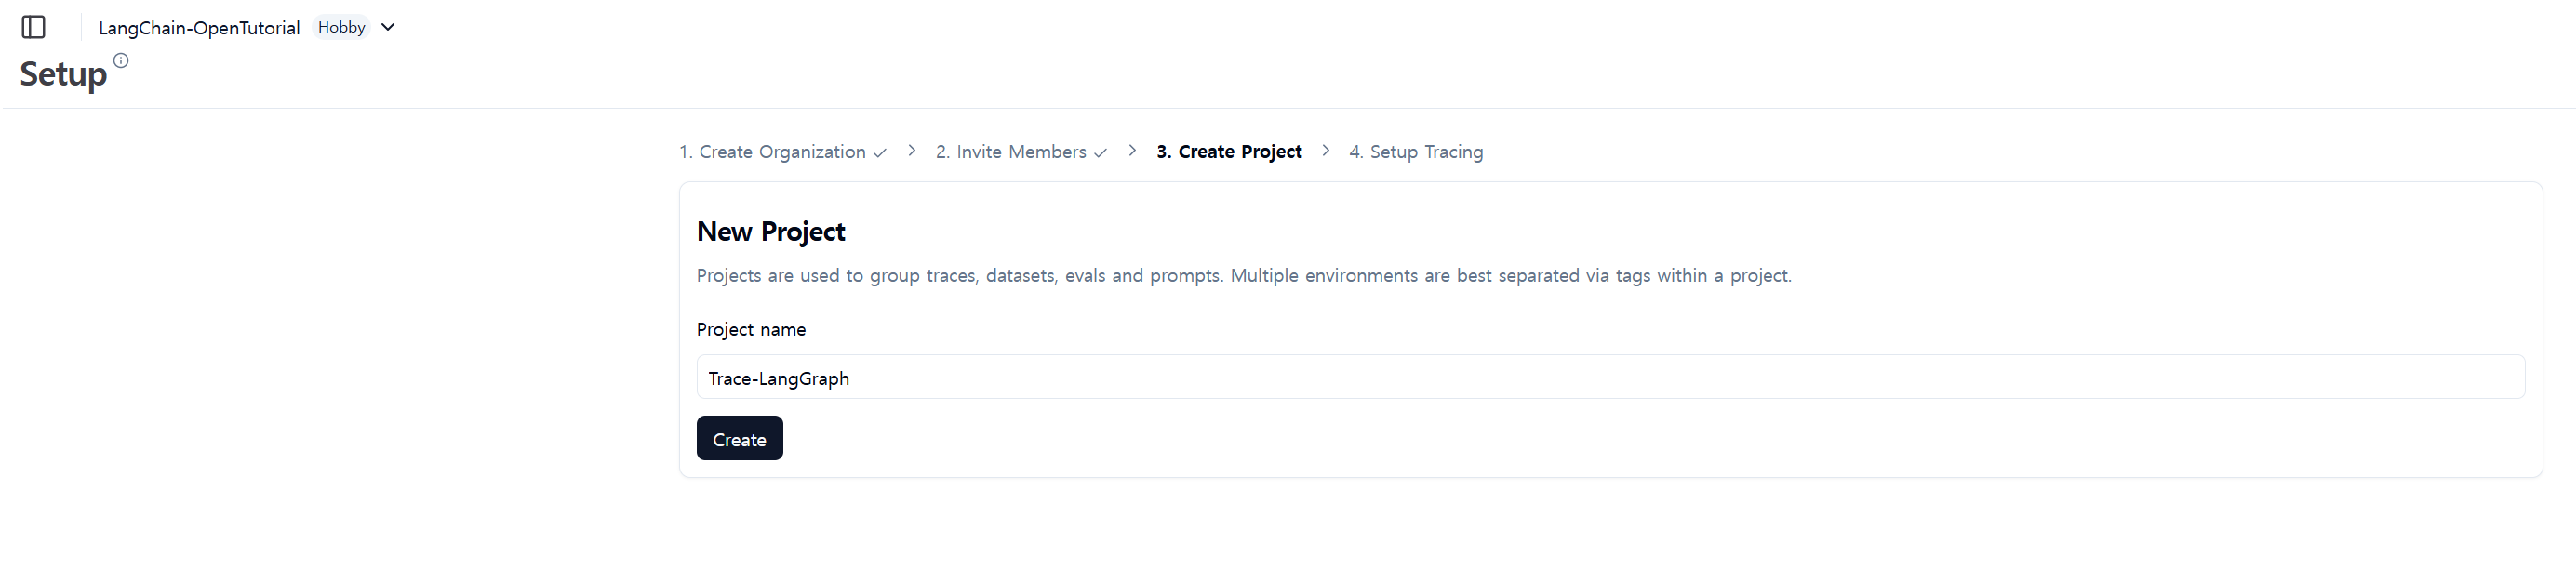 LangChain-OpenTutorial Hobby
Setup
1. Create Organization 2. Invite Members 3. Create Project 4. Setup Tracing
New Project
Projects are used to group traces, datasets, evals and prompts. Multiple environments are best separated via tags within a project.
Project name
Trace-LangGraph
Create